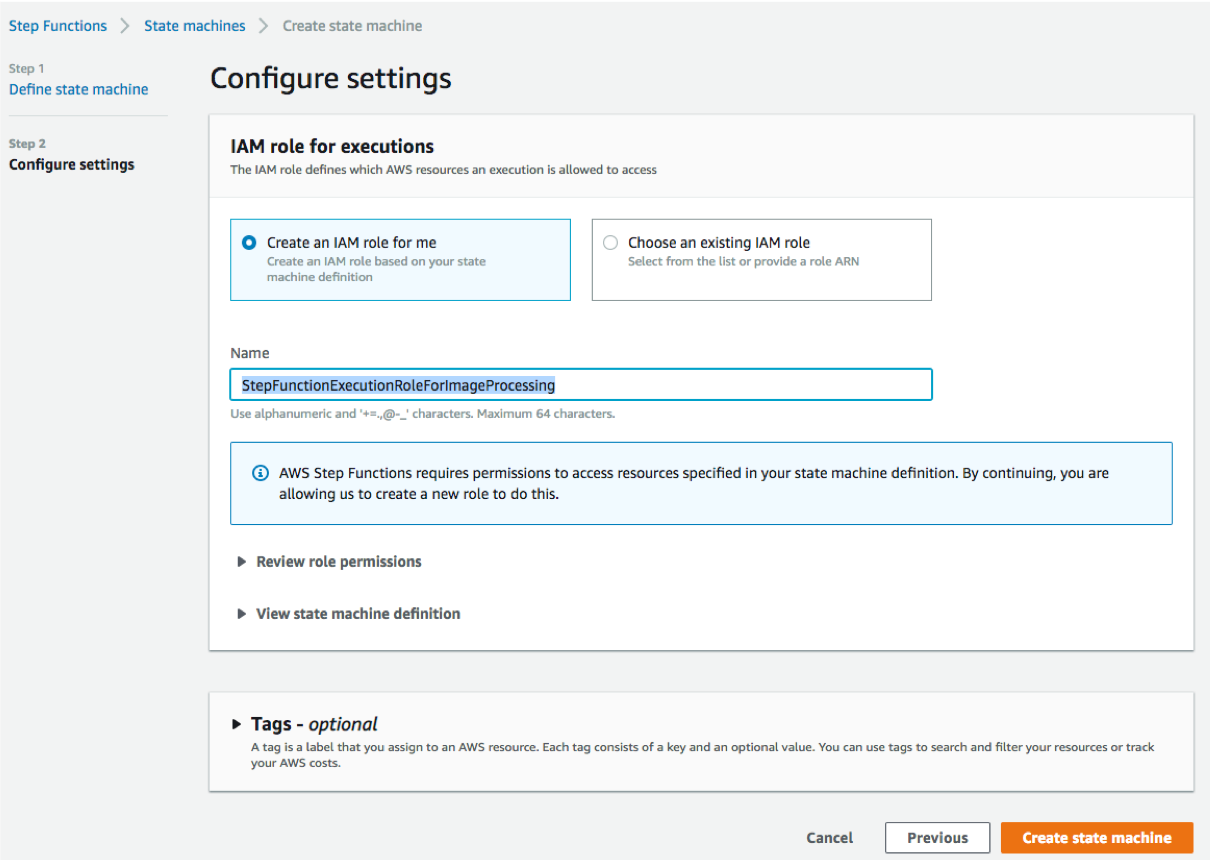 Step Functions > State machines > Create state machine
Step 1
Define state machine
Step 2
Configure settings
Configure settings
IAM role for executions
The IAM role defines which AWS resources an execution is allowed to access
Create an IAM role for me
Create an IAM role based on your state
machine definition
Choose an existing IAM role
Select from the list or provide a role ARN
Name
StepFunctionExecutionRoleForImageProcessing
Use alphanumeric and '+=.,@-_' characters. Maximum 64 characters.
AWS Step Functions requires permissions to access resources specified in your state machine definition. By continuing, you are
allowing us to create a new role to do this.
Review role permissions
View state machine definition
Tags - optional
A tag is a label that you assign to an AWS resource. Each tag consists of a key and an optional value. You can use tags to search and filter your resources or track
your AWS costs.
Cancel
Previous
Create state machine